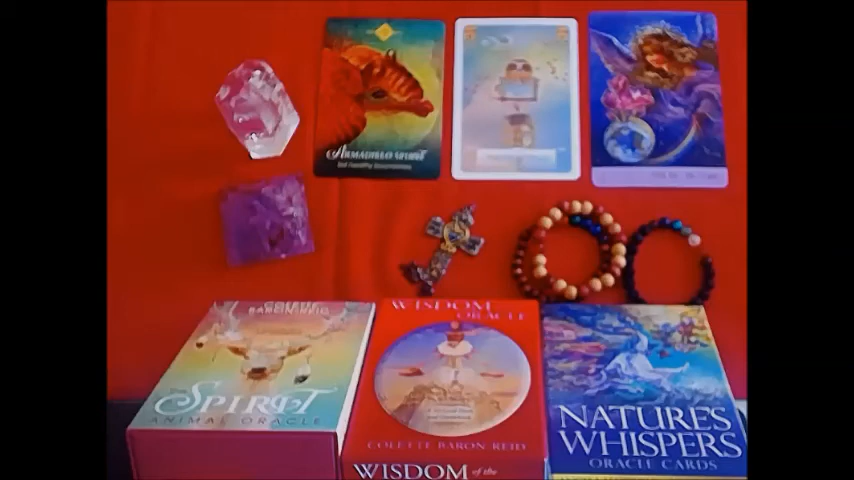 ARMADILLO SPIRIT
Set healthy boundaries
COLETTE
BARON-REID
THE
SPIRIT
ANIMAL ORACLE
WISDOM
ORACLE
COLETTE BARON-REID
WISDOM of the
NATURE'S
WHISPERS
ORACLE CARDS